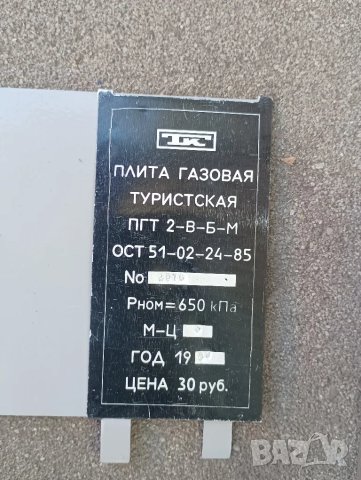 ТК
ПЛИТА ГАЗОВАЯ
ТУРИСТСКАЯ
ПГТ 2-В-Б-М
ОСТ 51-02-24-85
No
Рном=650 кПа
М-Ц
ГОД 19
ЦЕНА 30 руб.
BAZAR